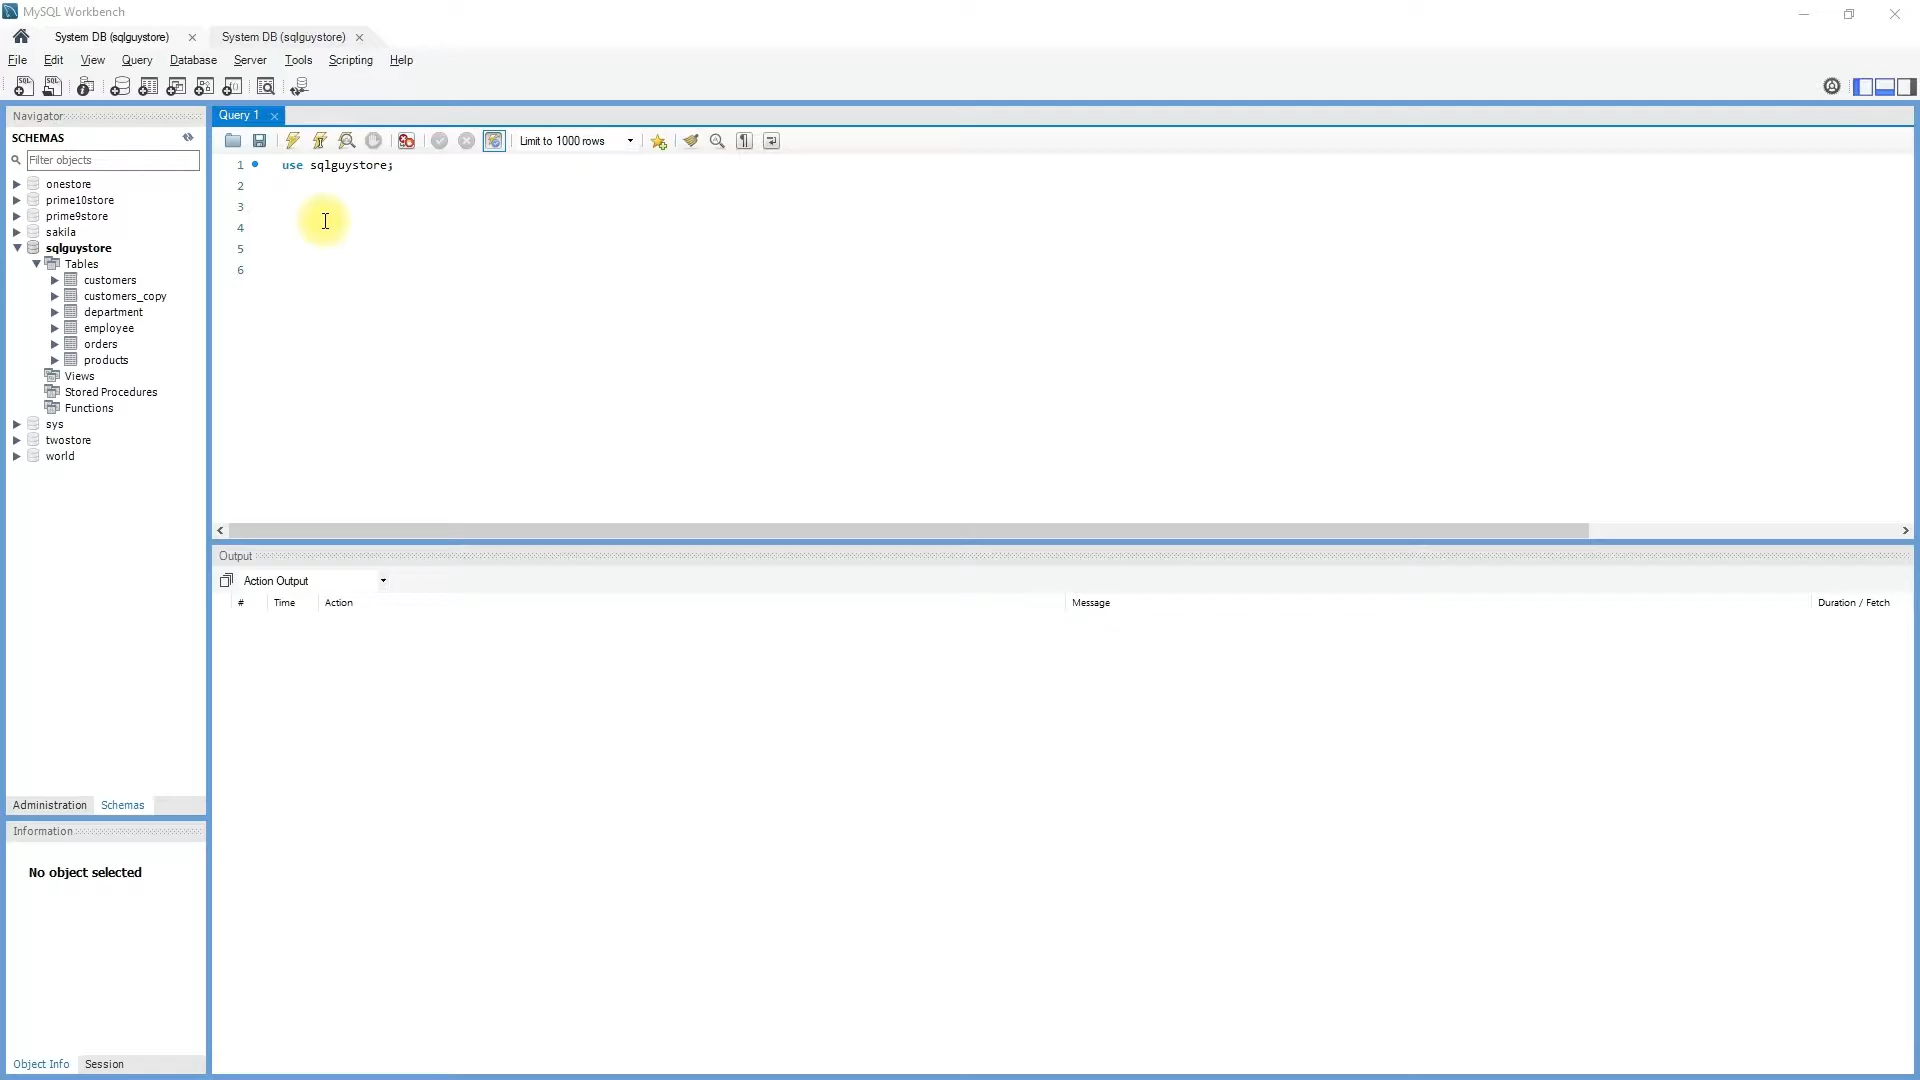 MySQL Workbench
System DB (sqlguystore)
System DB (sqlguystore)
File Edit View Query Database Server Tools Scripting Help
Navigator
SCHEMAS
Filter objects
onestore
prime10store
prime9store
sakila
sqlguystore
Tables
customers
customers_copy
department
employee
orders
products
Views
Stored Procedures
Functions
sys
twostore
world
Administration Schemas
Information
No object selected
Object Info Session
Query 1
Limit to 1000 rows
1 use sqlguystore;
2
3
4
5
6
Output
Action Output
# Time Action Message Duration / Fetch